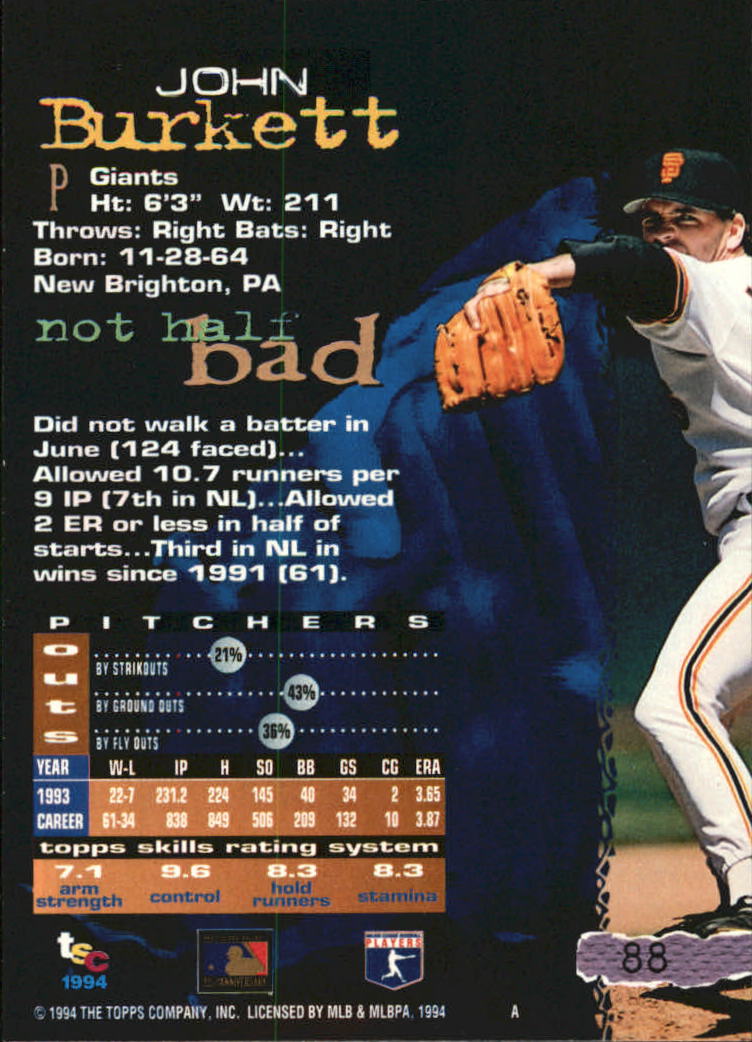 JOHN
Burkett
P Giants
Ht: 6'3" Wt: 211
Throws: Right Bats: Right
Born: 11-28-64
New Brighton, PA
not half
bad
Did not walk a batter in
June (124 faced)...
Allowed 10.7 runners per
9 IP (7th in NL)...Allowed
2 ER or less in half of
starts...Third in NL in
wins since 1991 (61).
PITCHERS
Outs
21%
BY STRIKOUTS
43%
BY GROUND OUTS
36%
BY FLY OUTS
YEAR W-L IP H SO BB GS CG ERA
1993 22-7 231.2 224 145 40 34 2 3.65
CAREER 61-34 838 849 506 209 132 10 3.87
topps skills rating system
7.1 9.6 8.3 8.3
arm strength control hold runners stamina
tsc
1994
PLAYERS
88
© 1994 THE TOPPS COMPANY, INC. LICENSED BY MLB & MLBPA, 1994 A